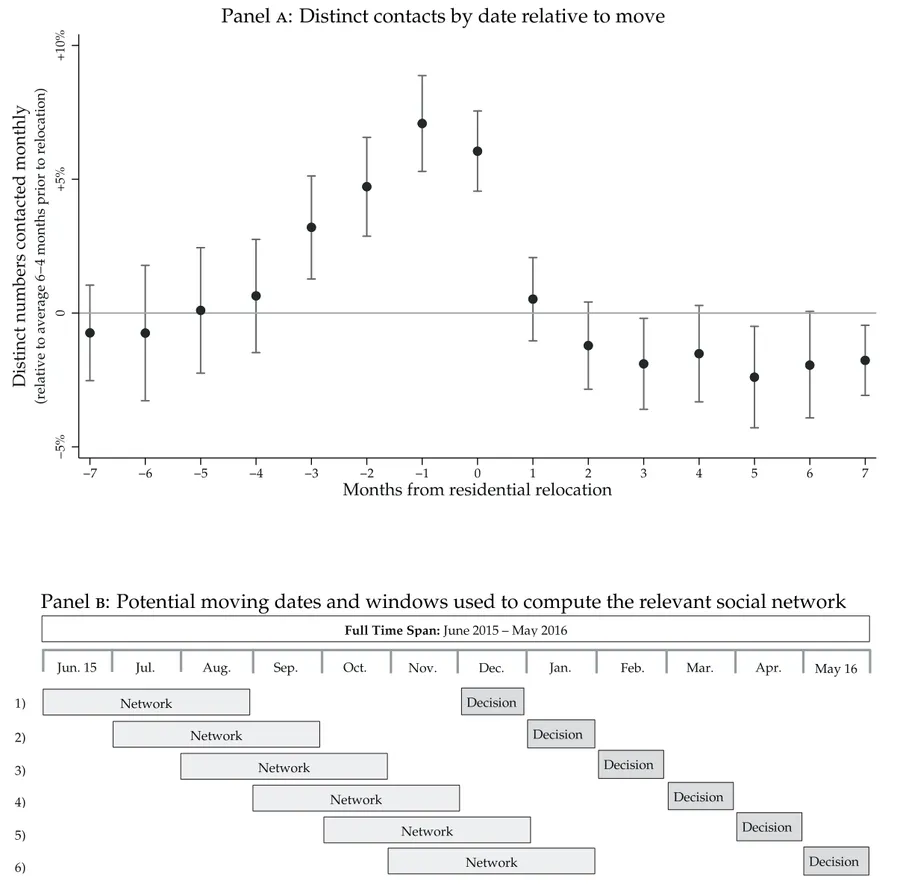 Panel A: Distinct contacts by date relative to move
Distinct numbers contacted monthly
(relative to average 6–4 months prior to relocation)
+10%
+5%
0
−5%
−7 −6 −5 −4 −3 −2 −1 0 1 2 3 4 5 6 7
Months from residential relocation
Panel B: Potential moving dates and windows used to compute the relevant social network
Full Time Span: June 2015 – May 2016
Jun. 15 Jul. Aug. Sep. Oct. Nov. Dec. Jan. Feb. Mar. Apr. May 16
1) Network Decision
2) Network Decision
3) Network Decision
4) Network Decision
5) Network Decision
6) Network Decision